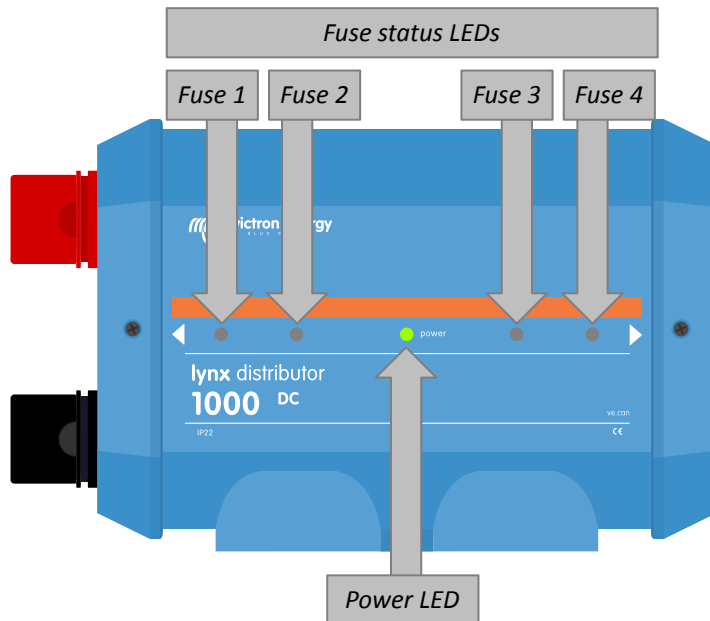 Fuse status LEDs
Fuse 1 Fuse 2 Fuse 3 Fuse 4
victron
power
lynx distributor
1000 DC
ve.can
IP22 CE
Power LED